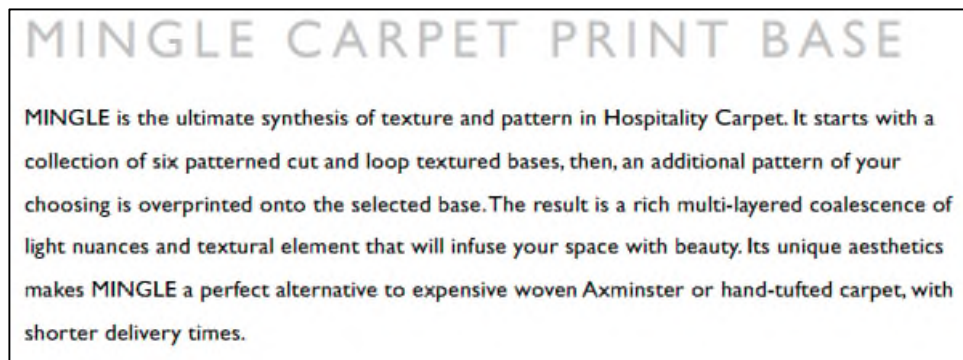 MINGLE CARPET PRINT BASE
MINGLE is the ultimate synthesis of texture and pattern in Hospitality Carpet. It starts with a
collection of six patterned cut and loop textured bases, then, an additional pattern of your
choosing is overprinted onto the selected base. The result is a rich multi-layered coalescence of
light nuances and textural element that will infuse your space with beauty. Its unique aesthetics
makes MINGLE a perfect alternative to expensive woven Axminster or hand-tufted carpet, with
shorter delivery times.